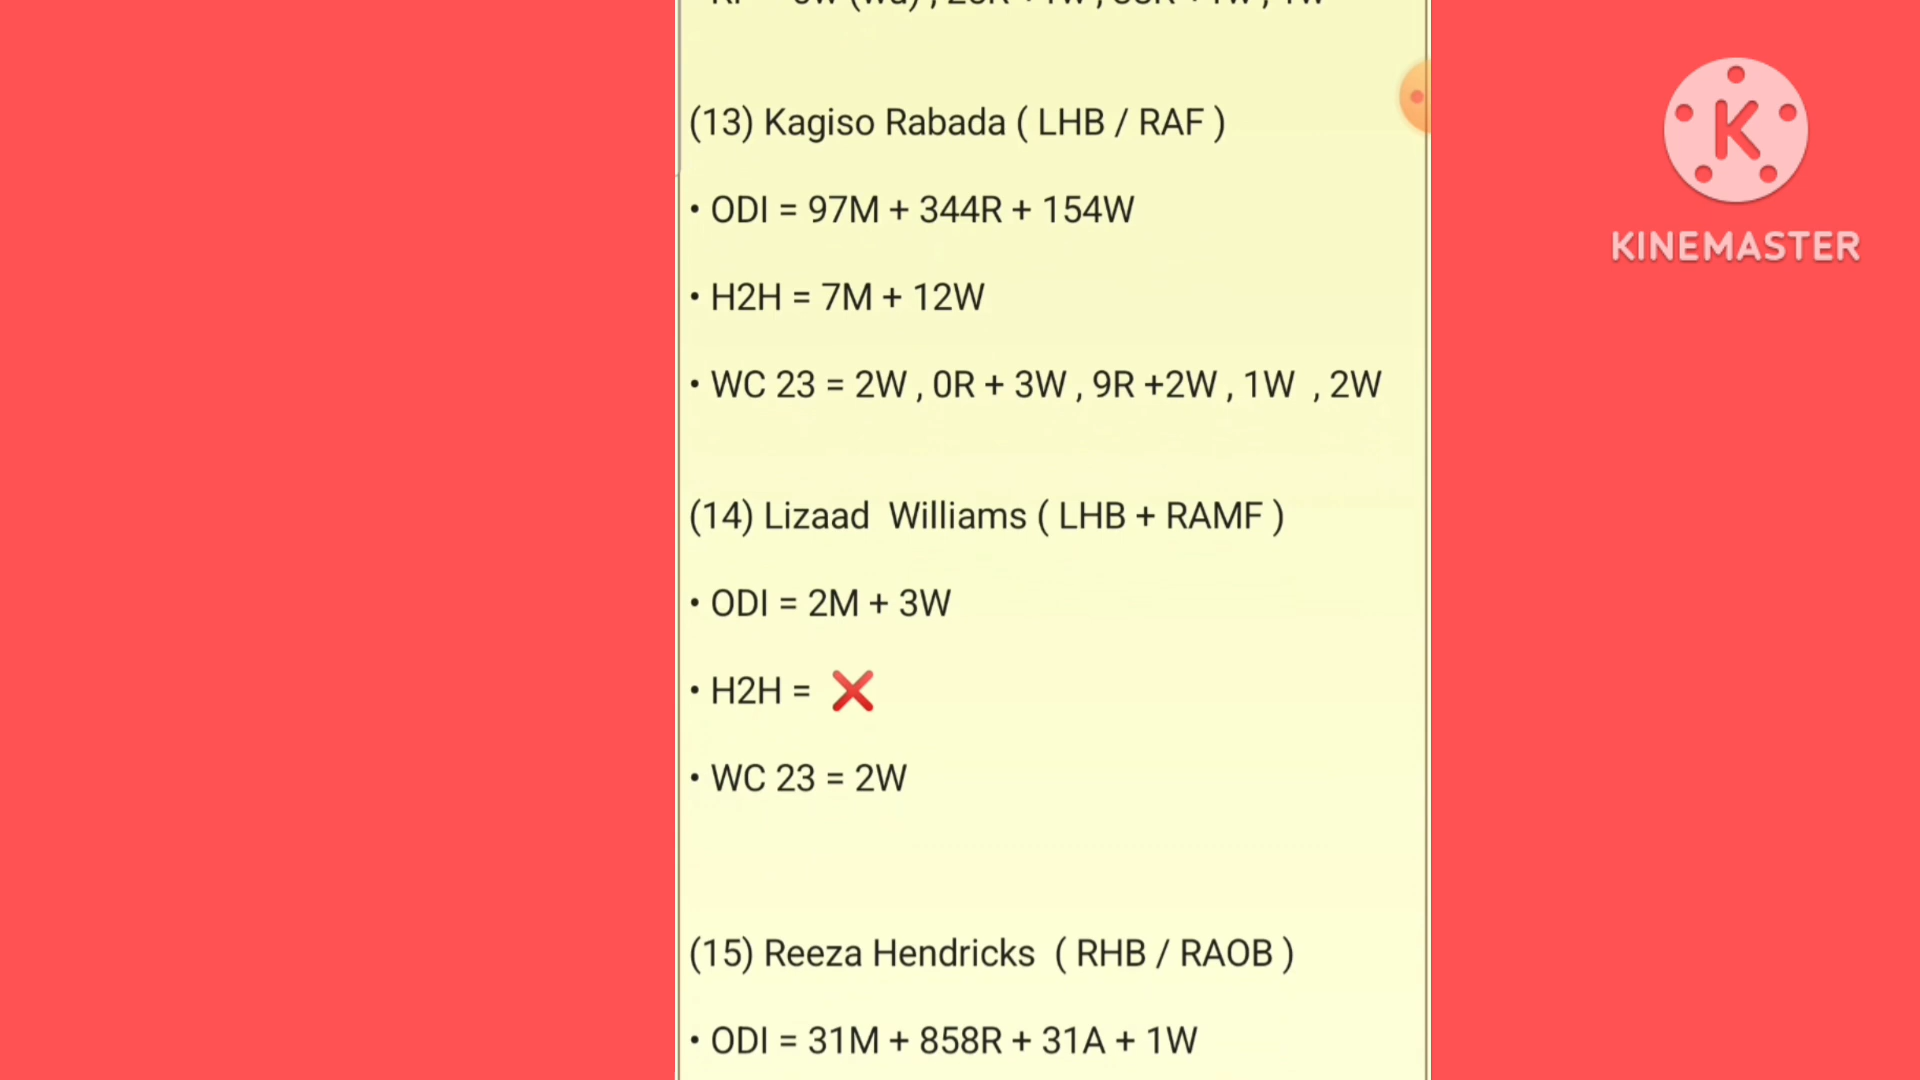 (13) Kagiso Rabada ( LHB / RAF )
• ODI = 97M + 344R + 154W
• H2H = 7M + 12W
• WC 23 = 2W , 0R + 3W , 9R +2W , 1W , 2W
(14) Lizaad Williams ( LHB + RAMF )
• ODI = 2M + 3W
• H2H = ❌
• WC 23 = 2W
(15) Reeza Hendricks ( RHB / RAOB )
• ODI = 31M + 858R + 31A + 1W
K
KINEMASTER